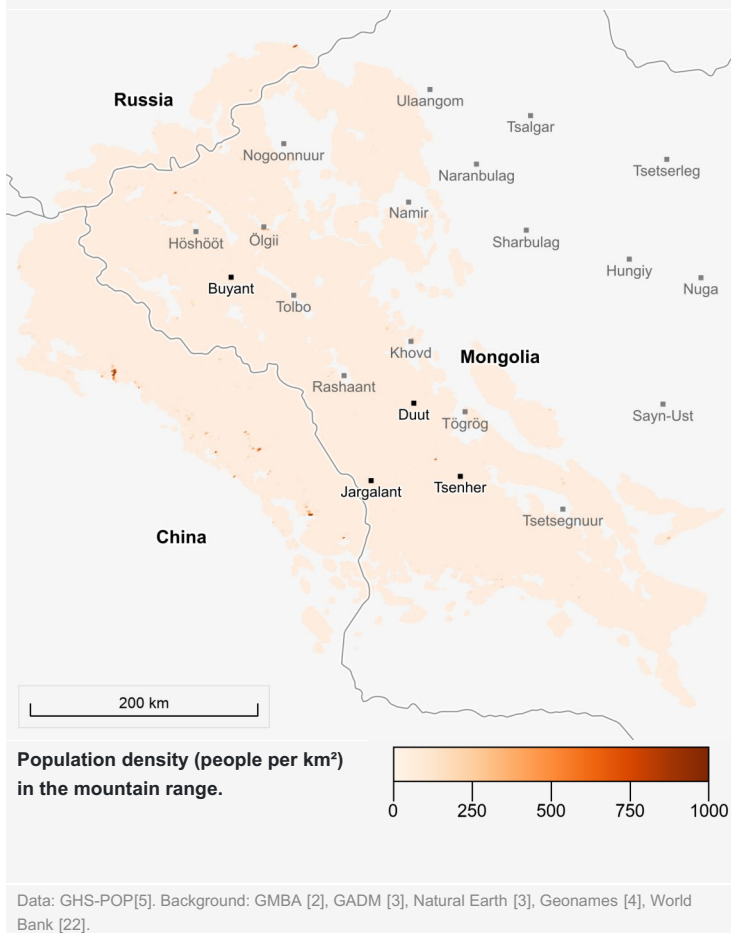 Russia
Ulaangom
Tsalgar
Nogoonnuur
Naranbulag
Tsetserleg
Namir
Höshööt
Ölgii
Sharbulag
Hungiy
Buyant
Nuga
Tolbo
Khovd
Mongolia
Rashaant
Duut
Tögrög
Sayn-Ust
Jargalant
Tsenher
Tsetsegnuur
China
200 km
Population density (people per km²)
in the mountain range.
0 250 500 750 1000
Data: GHS-POP[5]. Background: GMBA [2], GADM [3], Natural Earth [3], Geonames [4], World
Bank [22].